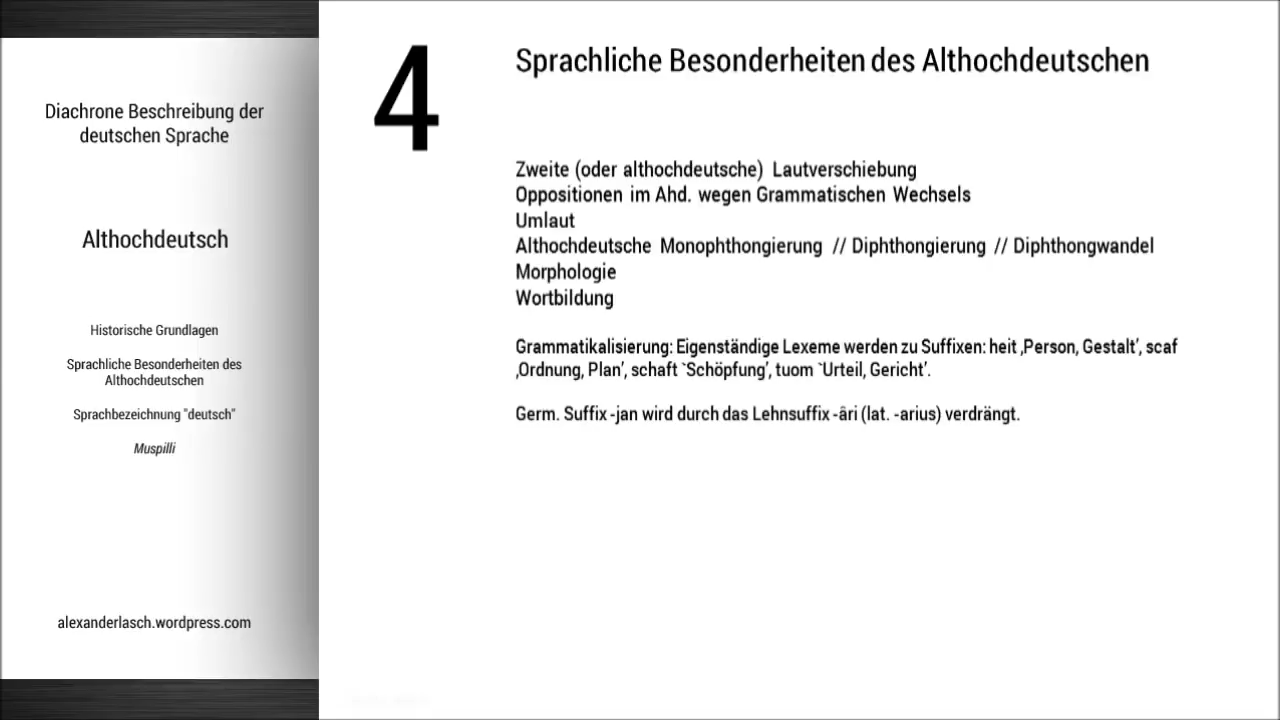 Diachrone Beschreibung der
deutschen Sprache
Althochdeutsch
Historische Grundlagen
Sprachliche Besonderheiten des
Althochdeutschen
Sprachbezeichnung "deutsch"
Muspilli
alexanderlasch.wordpress.com
4
Sprachliche Besonderheiten des Althochdeutschen
Zweite (oder althochdeutsche) Lautverschiebung
Oppositionen im Ahd. wegen Grammatischen Wechsels
Umlaut
Althochdeutsche Monophthongierung // Diphthongierung // Diphthongwandel
Morphologie
Wortbildung
Grammatikalisierung: Eigenständige Lexeme werden zu Suffixen: heit ‚Person, Gestalt’, scaf
‚Ordnung, Plan’, schaft `Schöpfung’, tuom `Urteil, Gericht’.
Germ. Suffix -jan wird durch das Lehnsuffix -āri (lat. -arius) verdrängt.